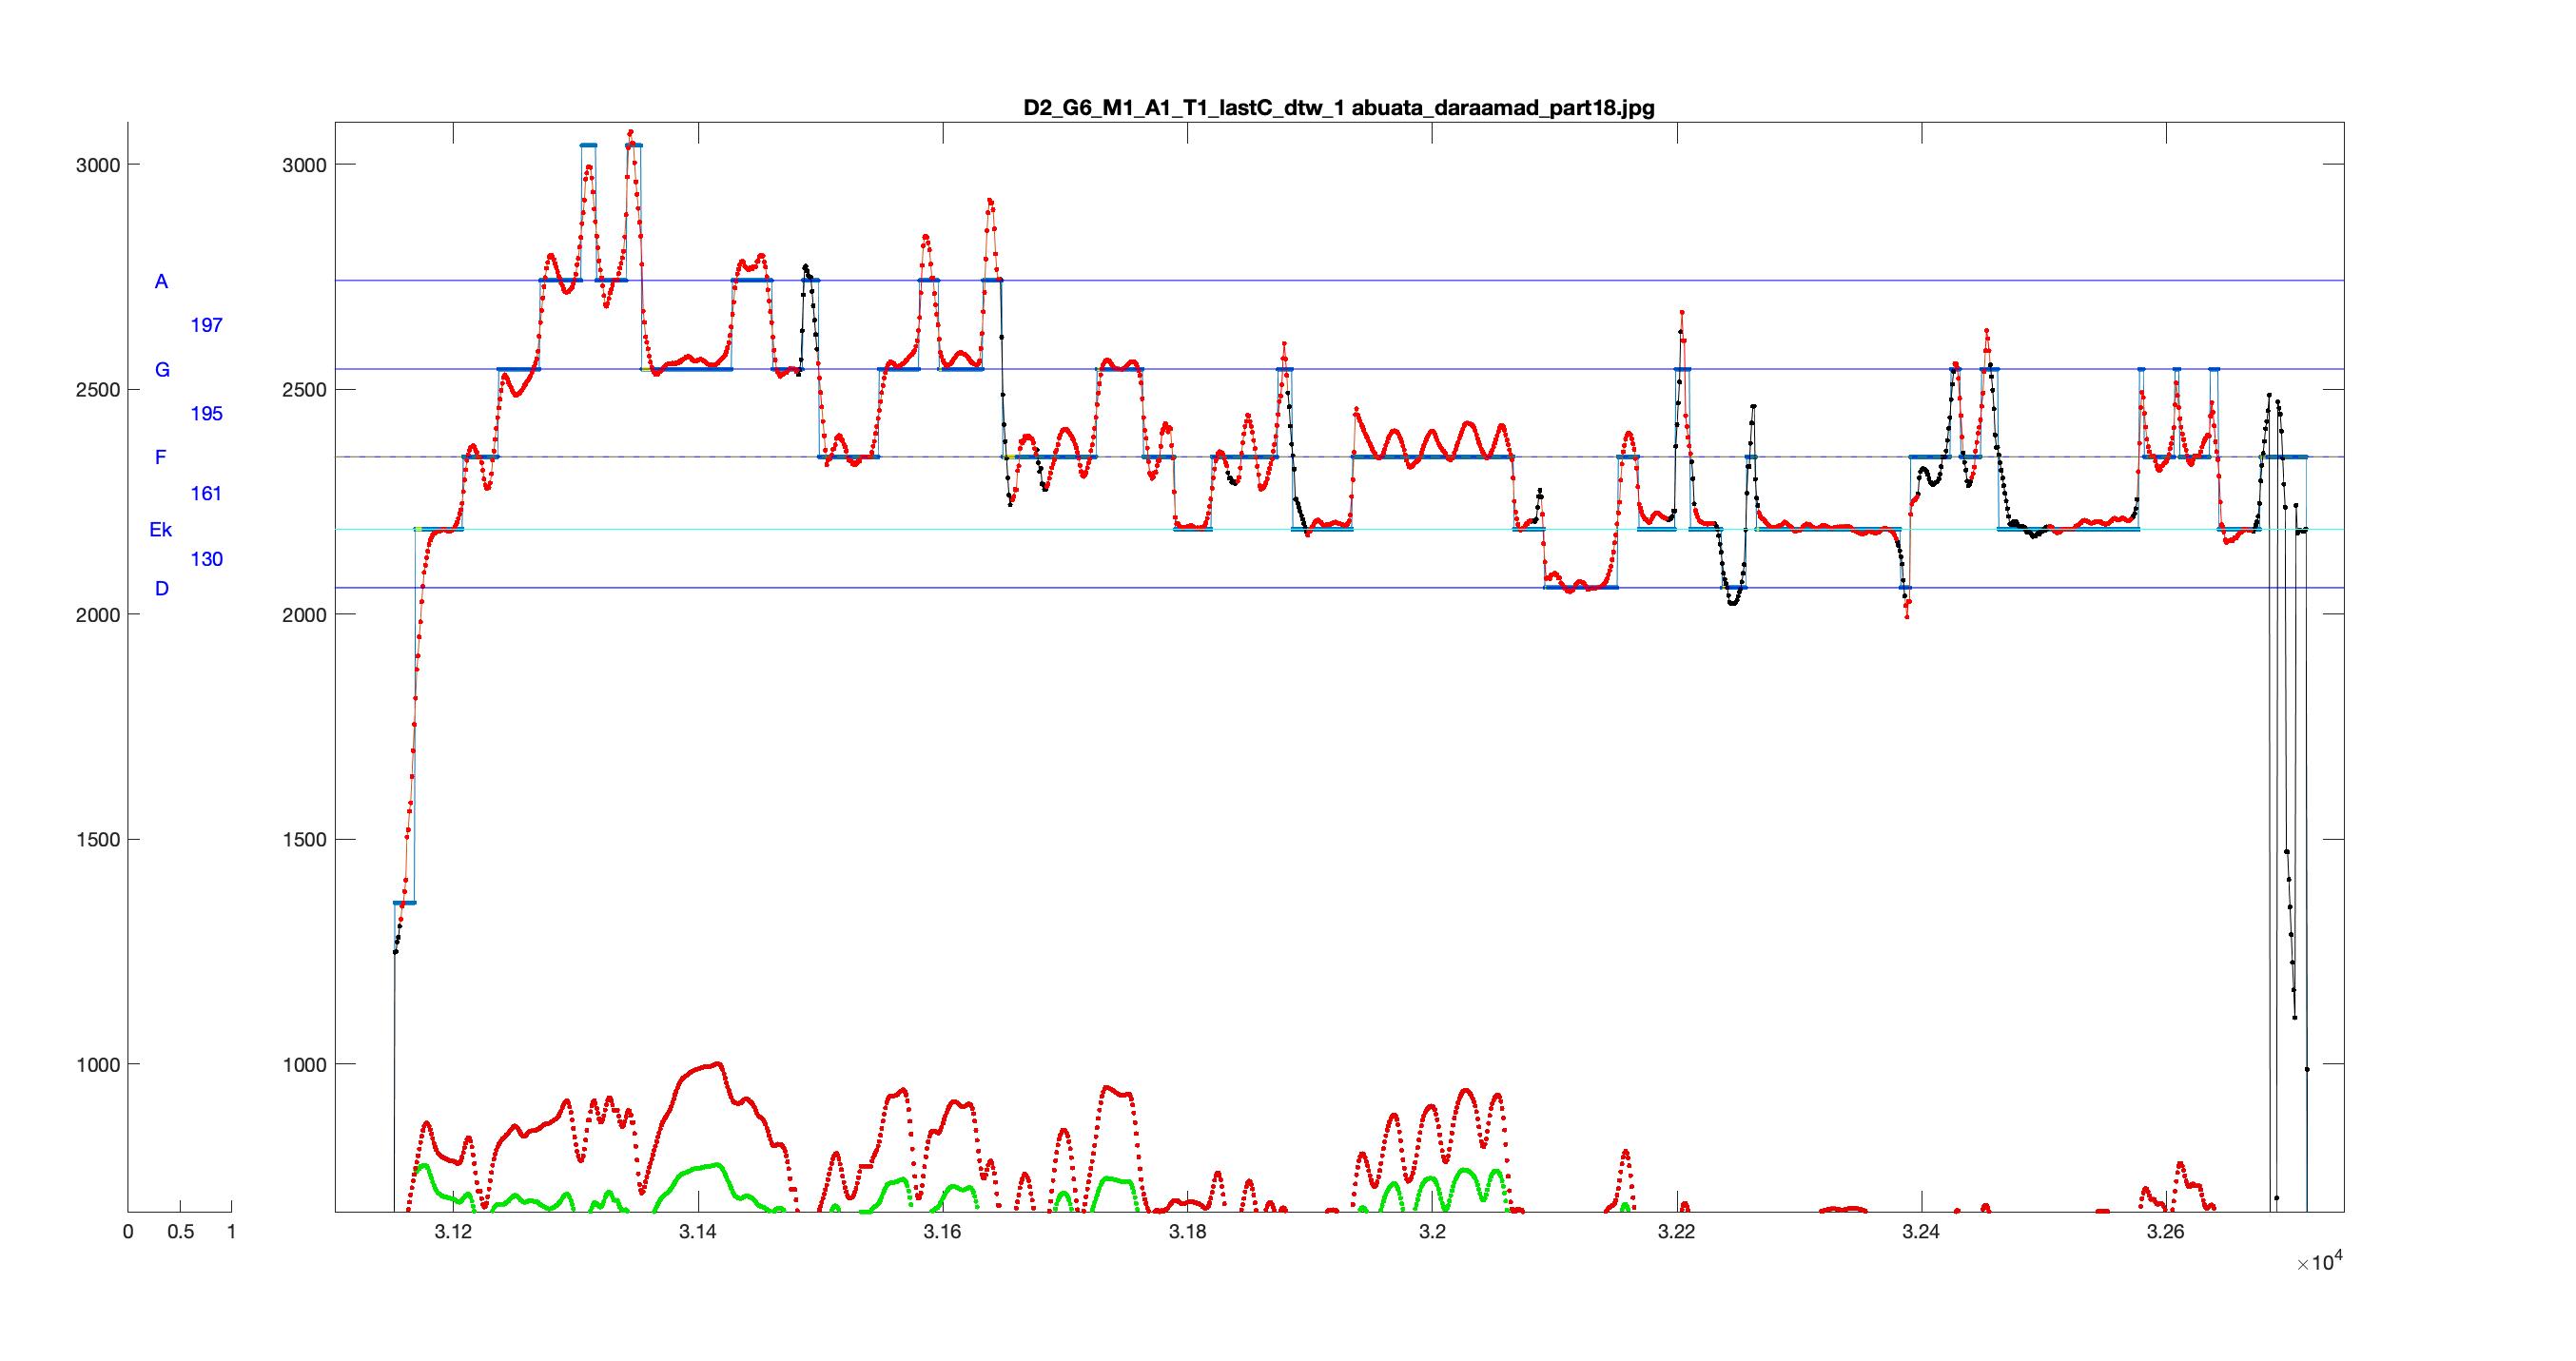 D2_G6_M1_A1_T1_lastC_dtw_1 abuata_daraamad_part18.jpg
3000 3000
A
197
G
2500 2500
195
F
161
Ek
130
D
2000 2000
1500 1500
1000 1000
0 0.5 1 3.12 3.14 3.16 3.18 3.2 3.22 3.24 3.26
×10^4